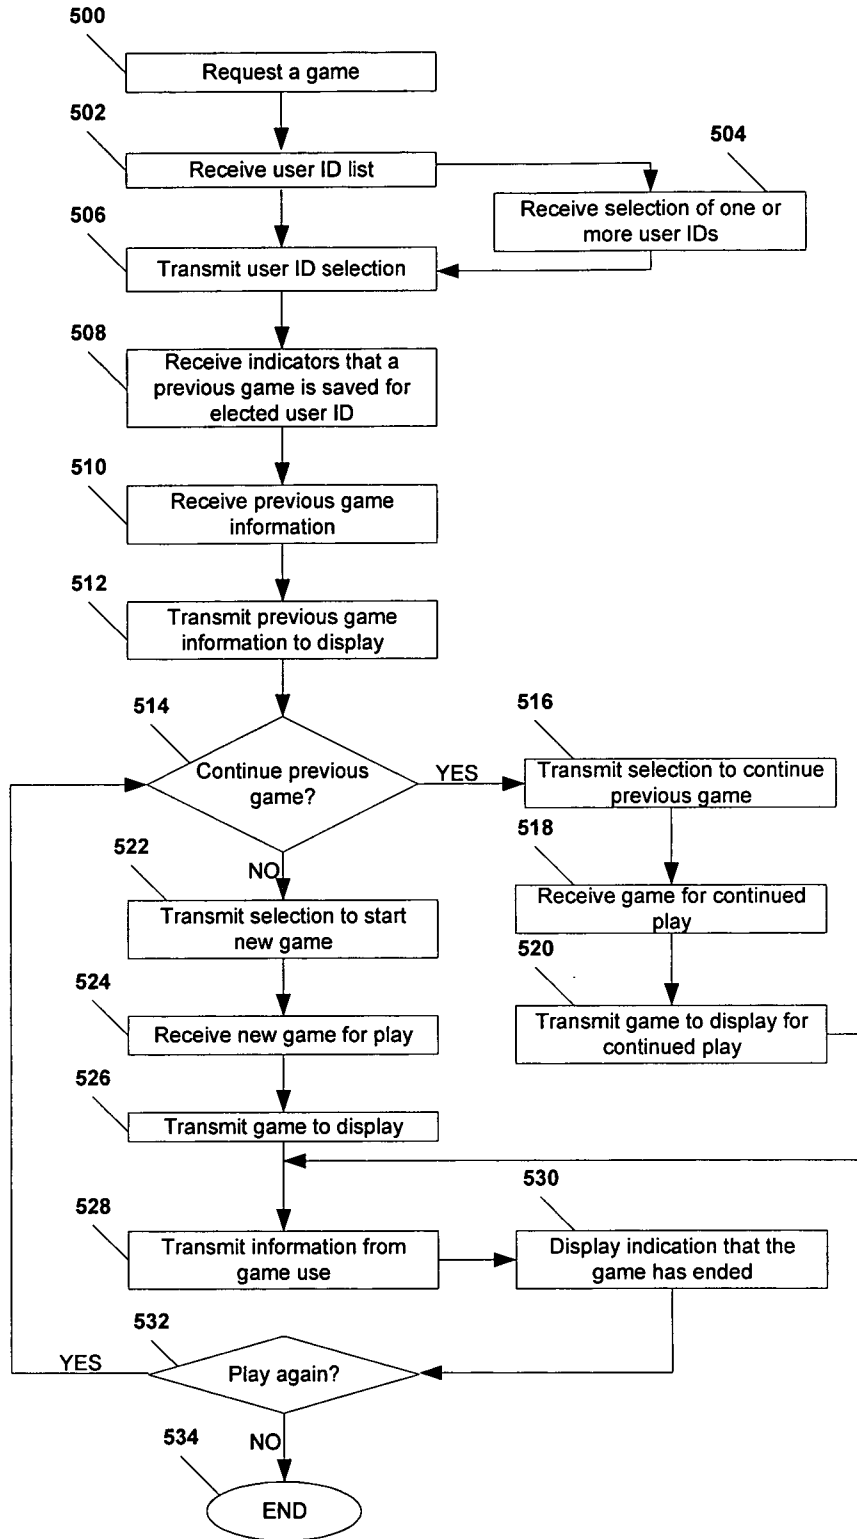 500
Request a game
502
Receive user ID list
504
Receive selection of one or
more user IDs
506
Transmit user ID selection
508
Receive indicators that a
previous game is saved for
elected user ID
510
Receive previous game
information
512
Transmit previous game
information to display
514
Continue previous
game?
YES
516
Transmit selection to continue
previous game
518
Receive game for continued
play
520
Transmit game to display for
continued play
NO
522
Transmit selection to start
new game
524
Receive new game for play
526
Transmit game to display
528
Transmit information from
game use
530
Display indication that the
game has ended
532
Play again?
YES
NO
534
END